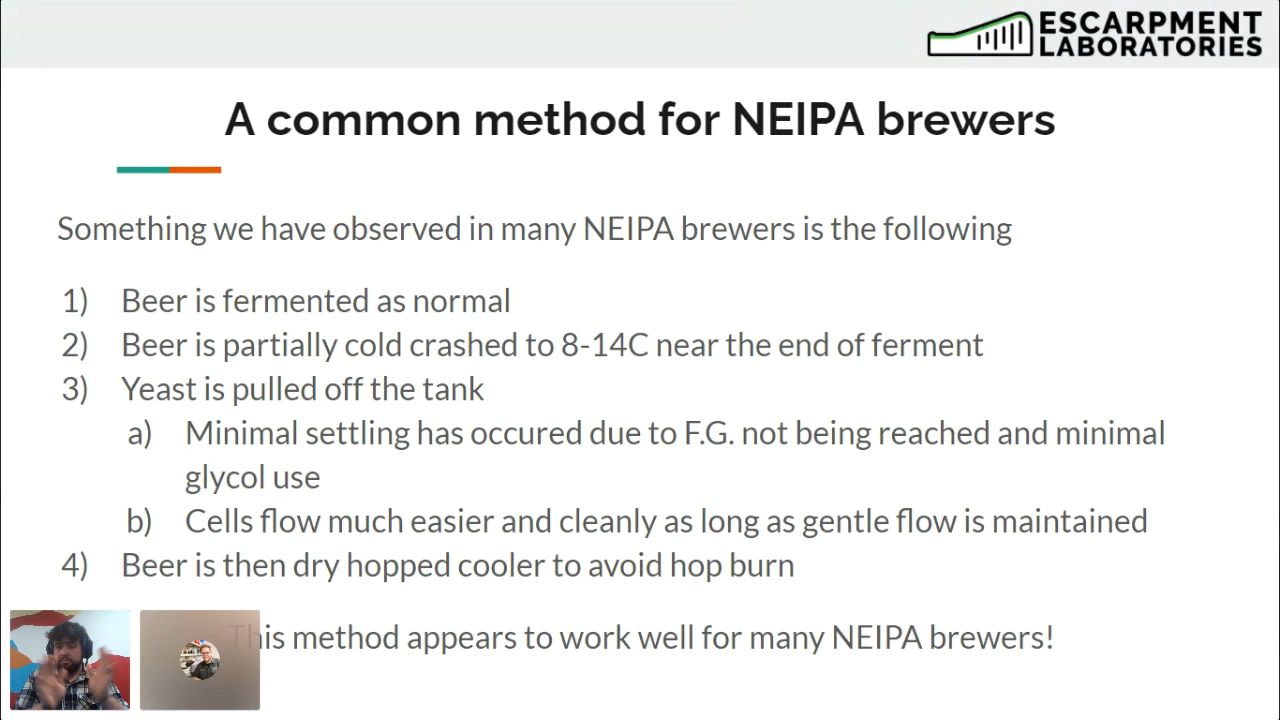 ESCARPMENT
LABORATORIES
A common method for NEIPA brewers
Something we have observed in many NEIPA brewers is the following
1) Beer is fermented as normal
2) Beer is partially cold crashed to 8-14C near the end of ferment
3) Yeast is pulled off the tank
a) Minimal settling has occured due to F.G. not being reached and minimal
glycol use
b) Cells flow much easier and cleanly as long as gentle flow is maintained
4) Beer is then dry hopped cooler to avoid hop burn
This method appears to work well for many NEIPA brewers!